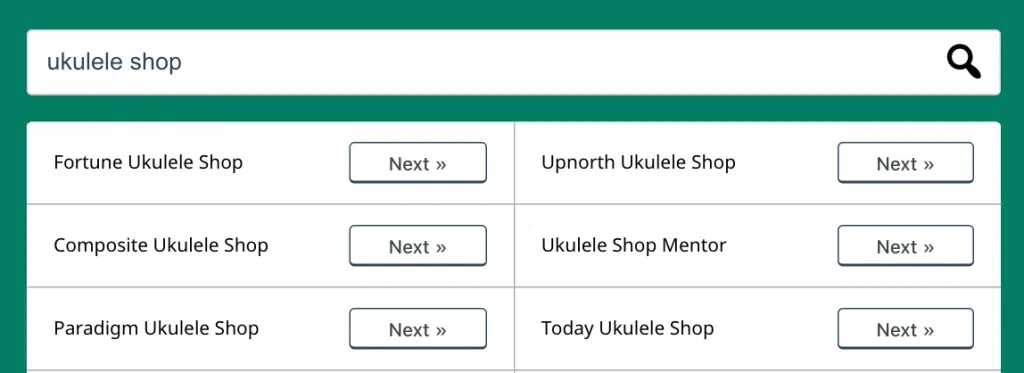 ukulele shop
Fortune Ukulele Shop
Next »
Upnorth Ukulele Shop
Next »
Composite Ukulele Shop
Next »
Ukulele Shop Mentor
Next »
Paradigm Ukulele Shop
Next »
Today Ukulele Shop
Next »